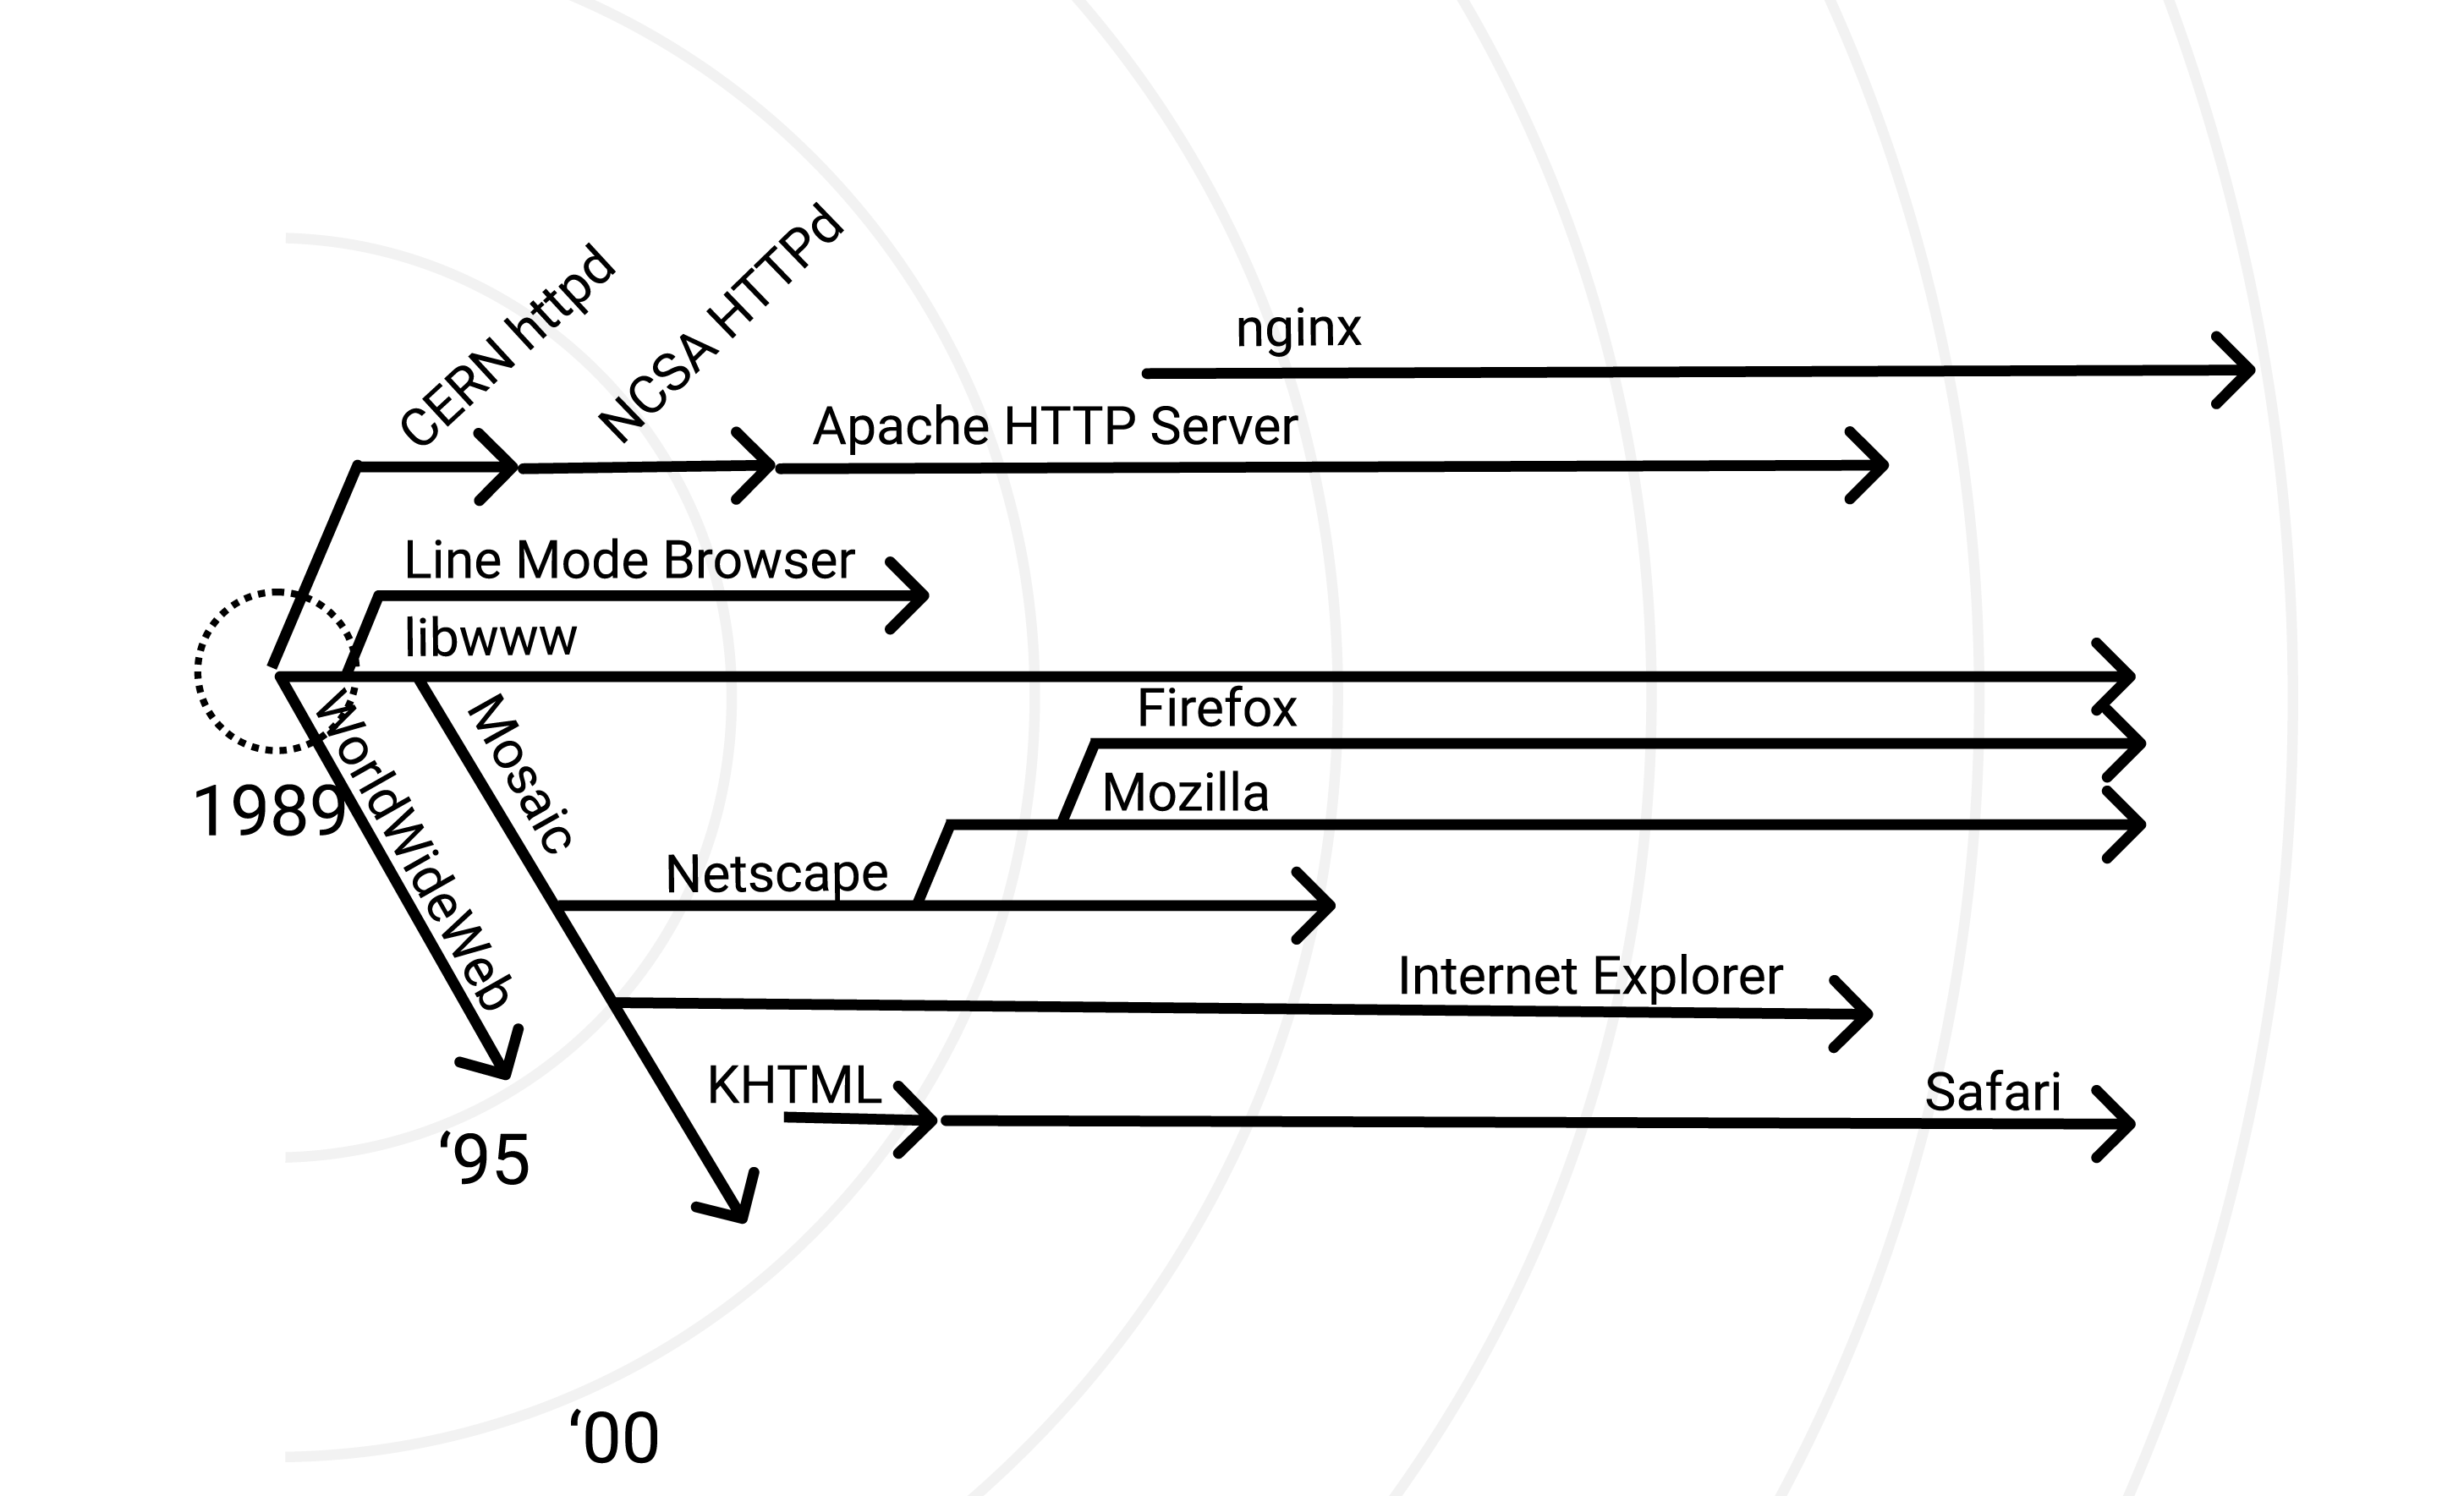 CERN httpd
NCSA HTTPd
nginx
Apache HTTP Server
Line Mode Browser
libwww
Firefox
Mosaic
WorldWideWeb
Mozilla
1989
Netscape
Internet Explorer
KHTML
Safari
‘95
‘00